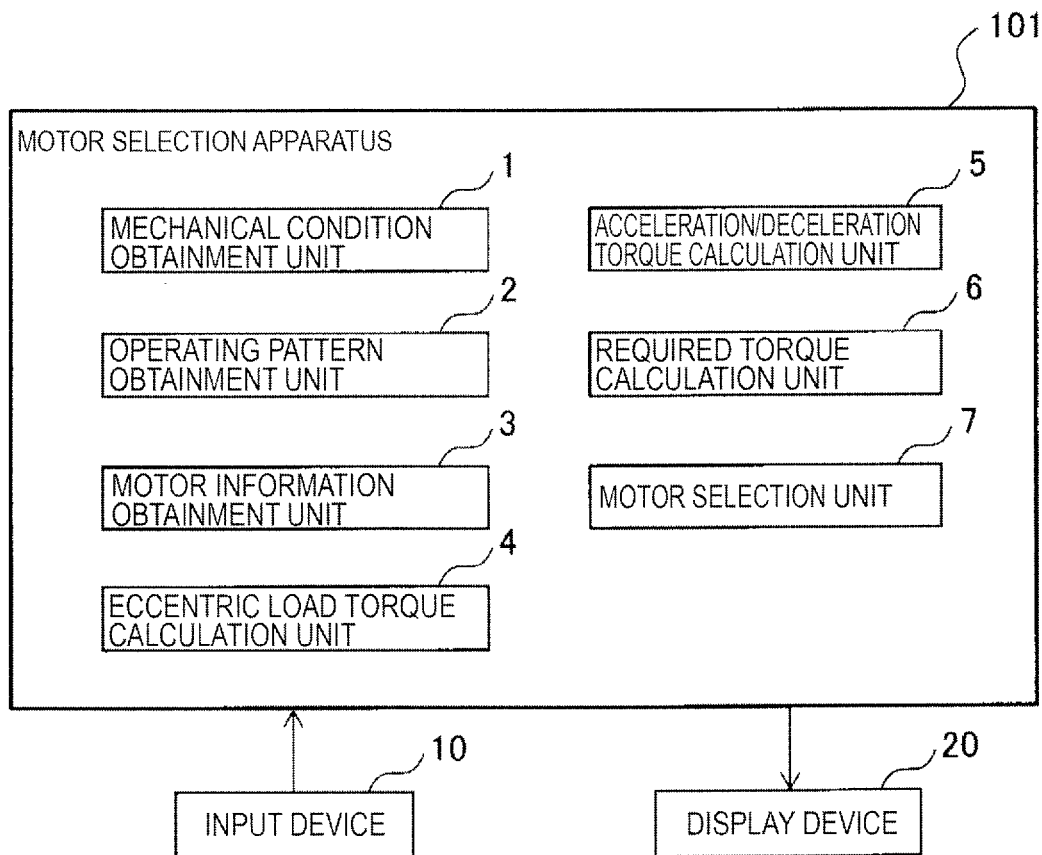 101
MOTOR SELECTION APPARATUS
1
MECHANICAL CONDITION
OBTAINMENT UNIT
2
OPERATING PATTERN
OBTAINMENT UNIT
3
MOTOR INFORMATION
OBTAINMENT UNIT
4
ECCENTRIC LOAD TORQUE
CALCULATION UNIT
5
ACCELERATION/DECELERATION
TORQUE CALCULATION UNIT
6
REQUIRED TORQUE
CALCULATION UNIT
7
MOTOR SELECTION UNIT
10
INPUT DEVICE
20
DISPLAY DEVICE